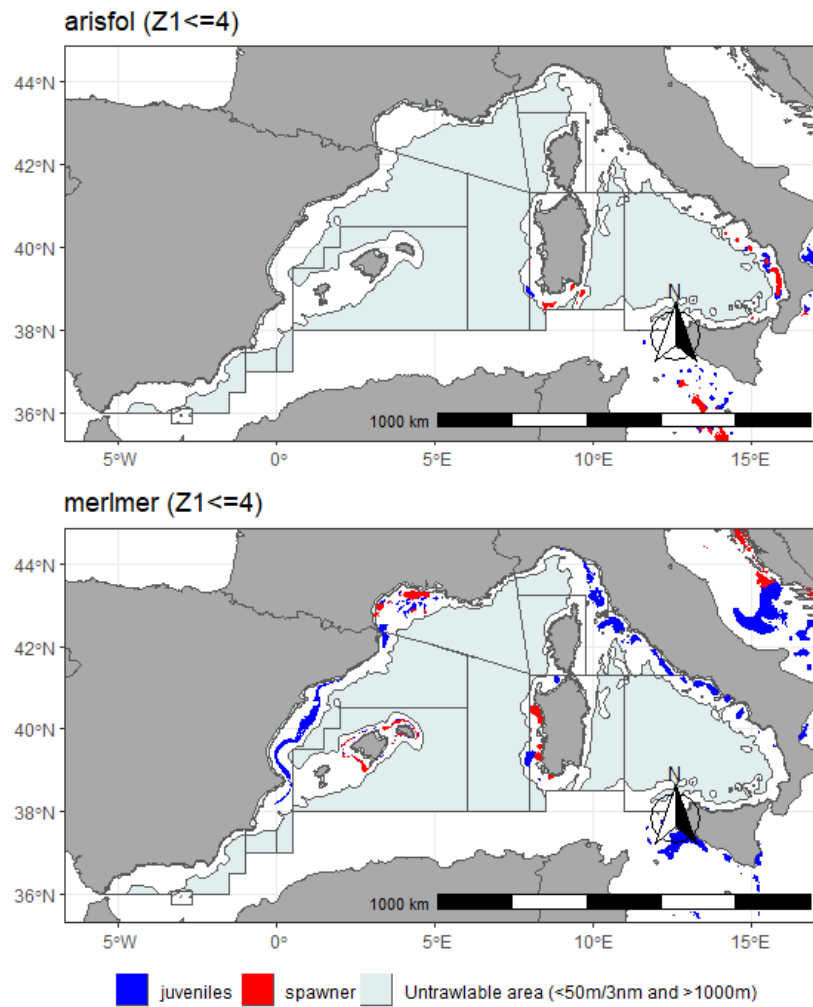 arisfol (Z1<=4)
44°N
42°N
40°N
38°N
36°N
N
1000 km
5°W
0°
5°E
10°E
15°E
merlmer (Z1<=4)
44°N
42°N
40°N
38°N
36°N
N
1000 km
5°W
0°
5°E
10°E
15°E
juveniles spawner Untrawlable area (<50m/3nm and >1000m)